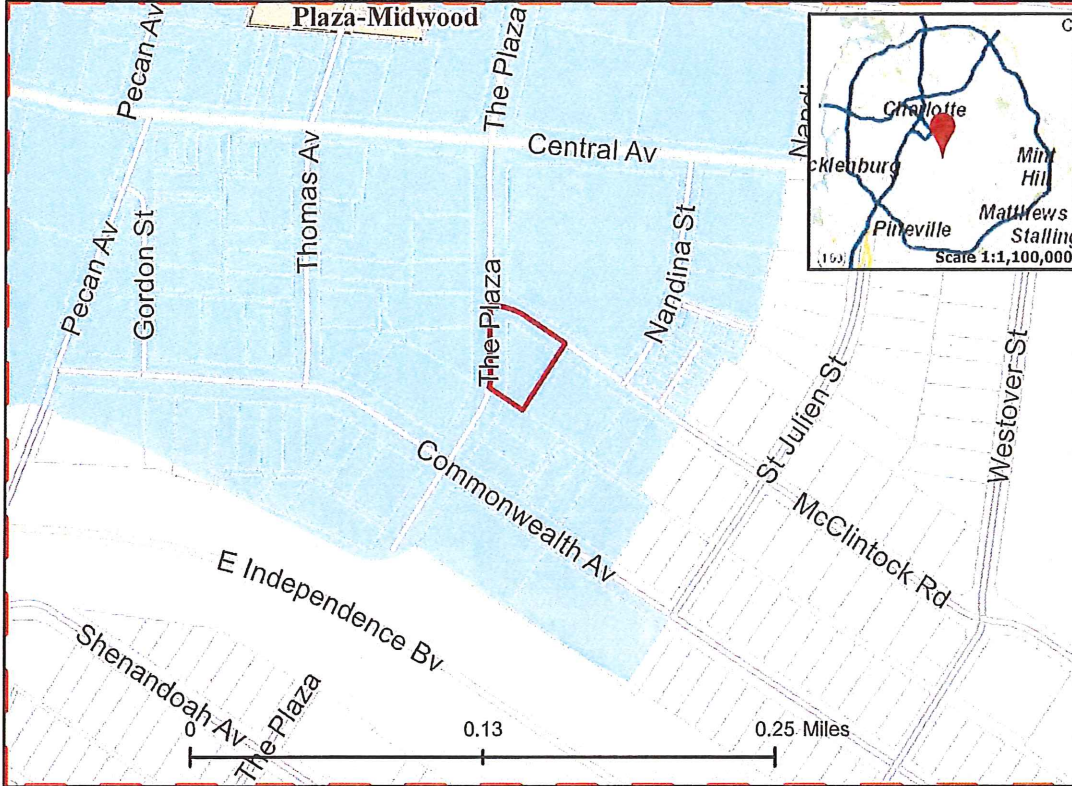 Plaza-Midwood
Pecan Av
The Plaza
Thomas Av
Central Av
Gordon St
Pecan Av
Nandina St
The Plaza
St Julien St
Westover St
Commonwealth Av
McClintock Rd
E Independence Bv
Shenandoah Av
The Plaza
0 0.13 0.25 Miles
C
Charlotte
cklenburg
Mint
Hill
Matthews
Stalling
Pineville
Scale 1:1,100,000
Nandi